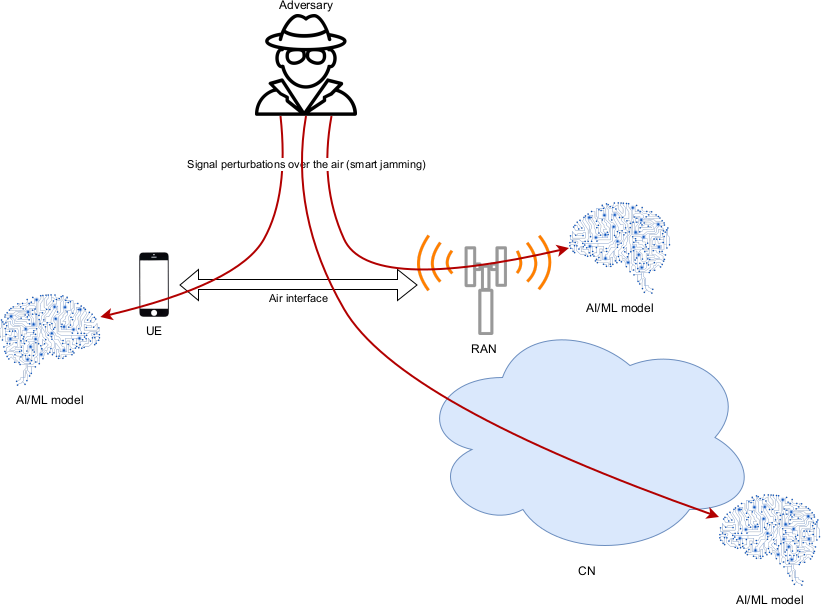 Adversary
Signal perturbations over the air (smart jamming)
Air interface
UE
AI/ML model
RAN
AI/ML model
CN
AI/ML model